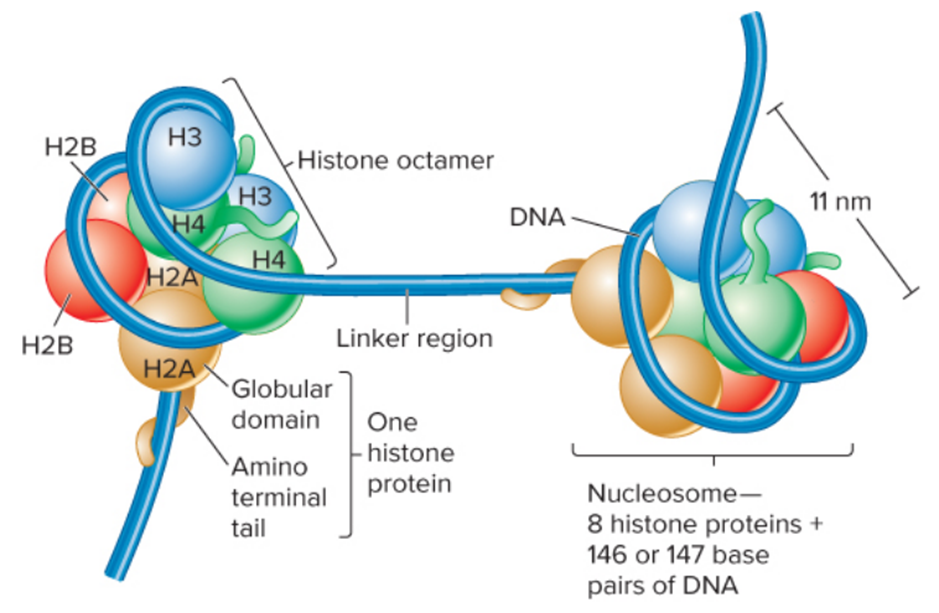 H2B
H3
Histone octamer
H3
H4
H4
H2A
H2B
H2A
Globular
domain
Amino
terminal
tail
One
histone
protein
Linker region
DNA
11 nm
Nucleosome—
8 histone proteins +
146 or 147 base
pairs of DNA